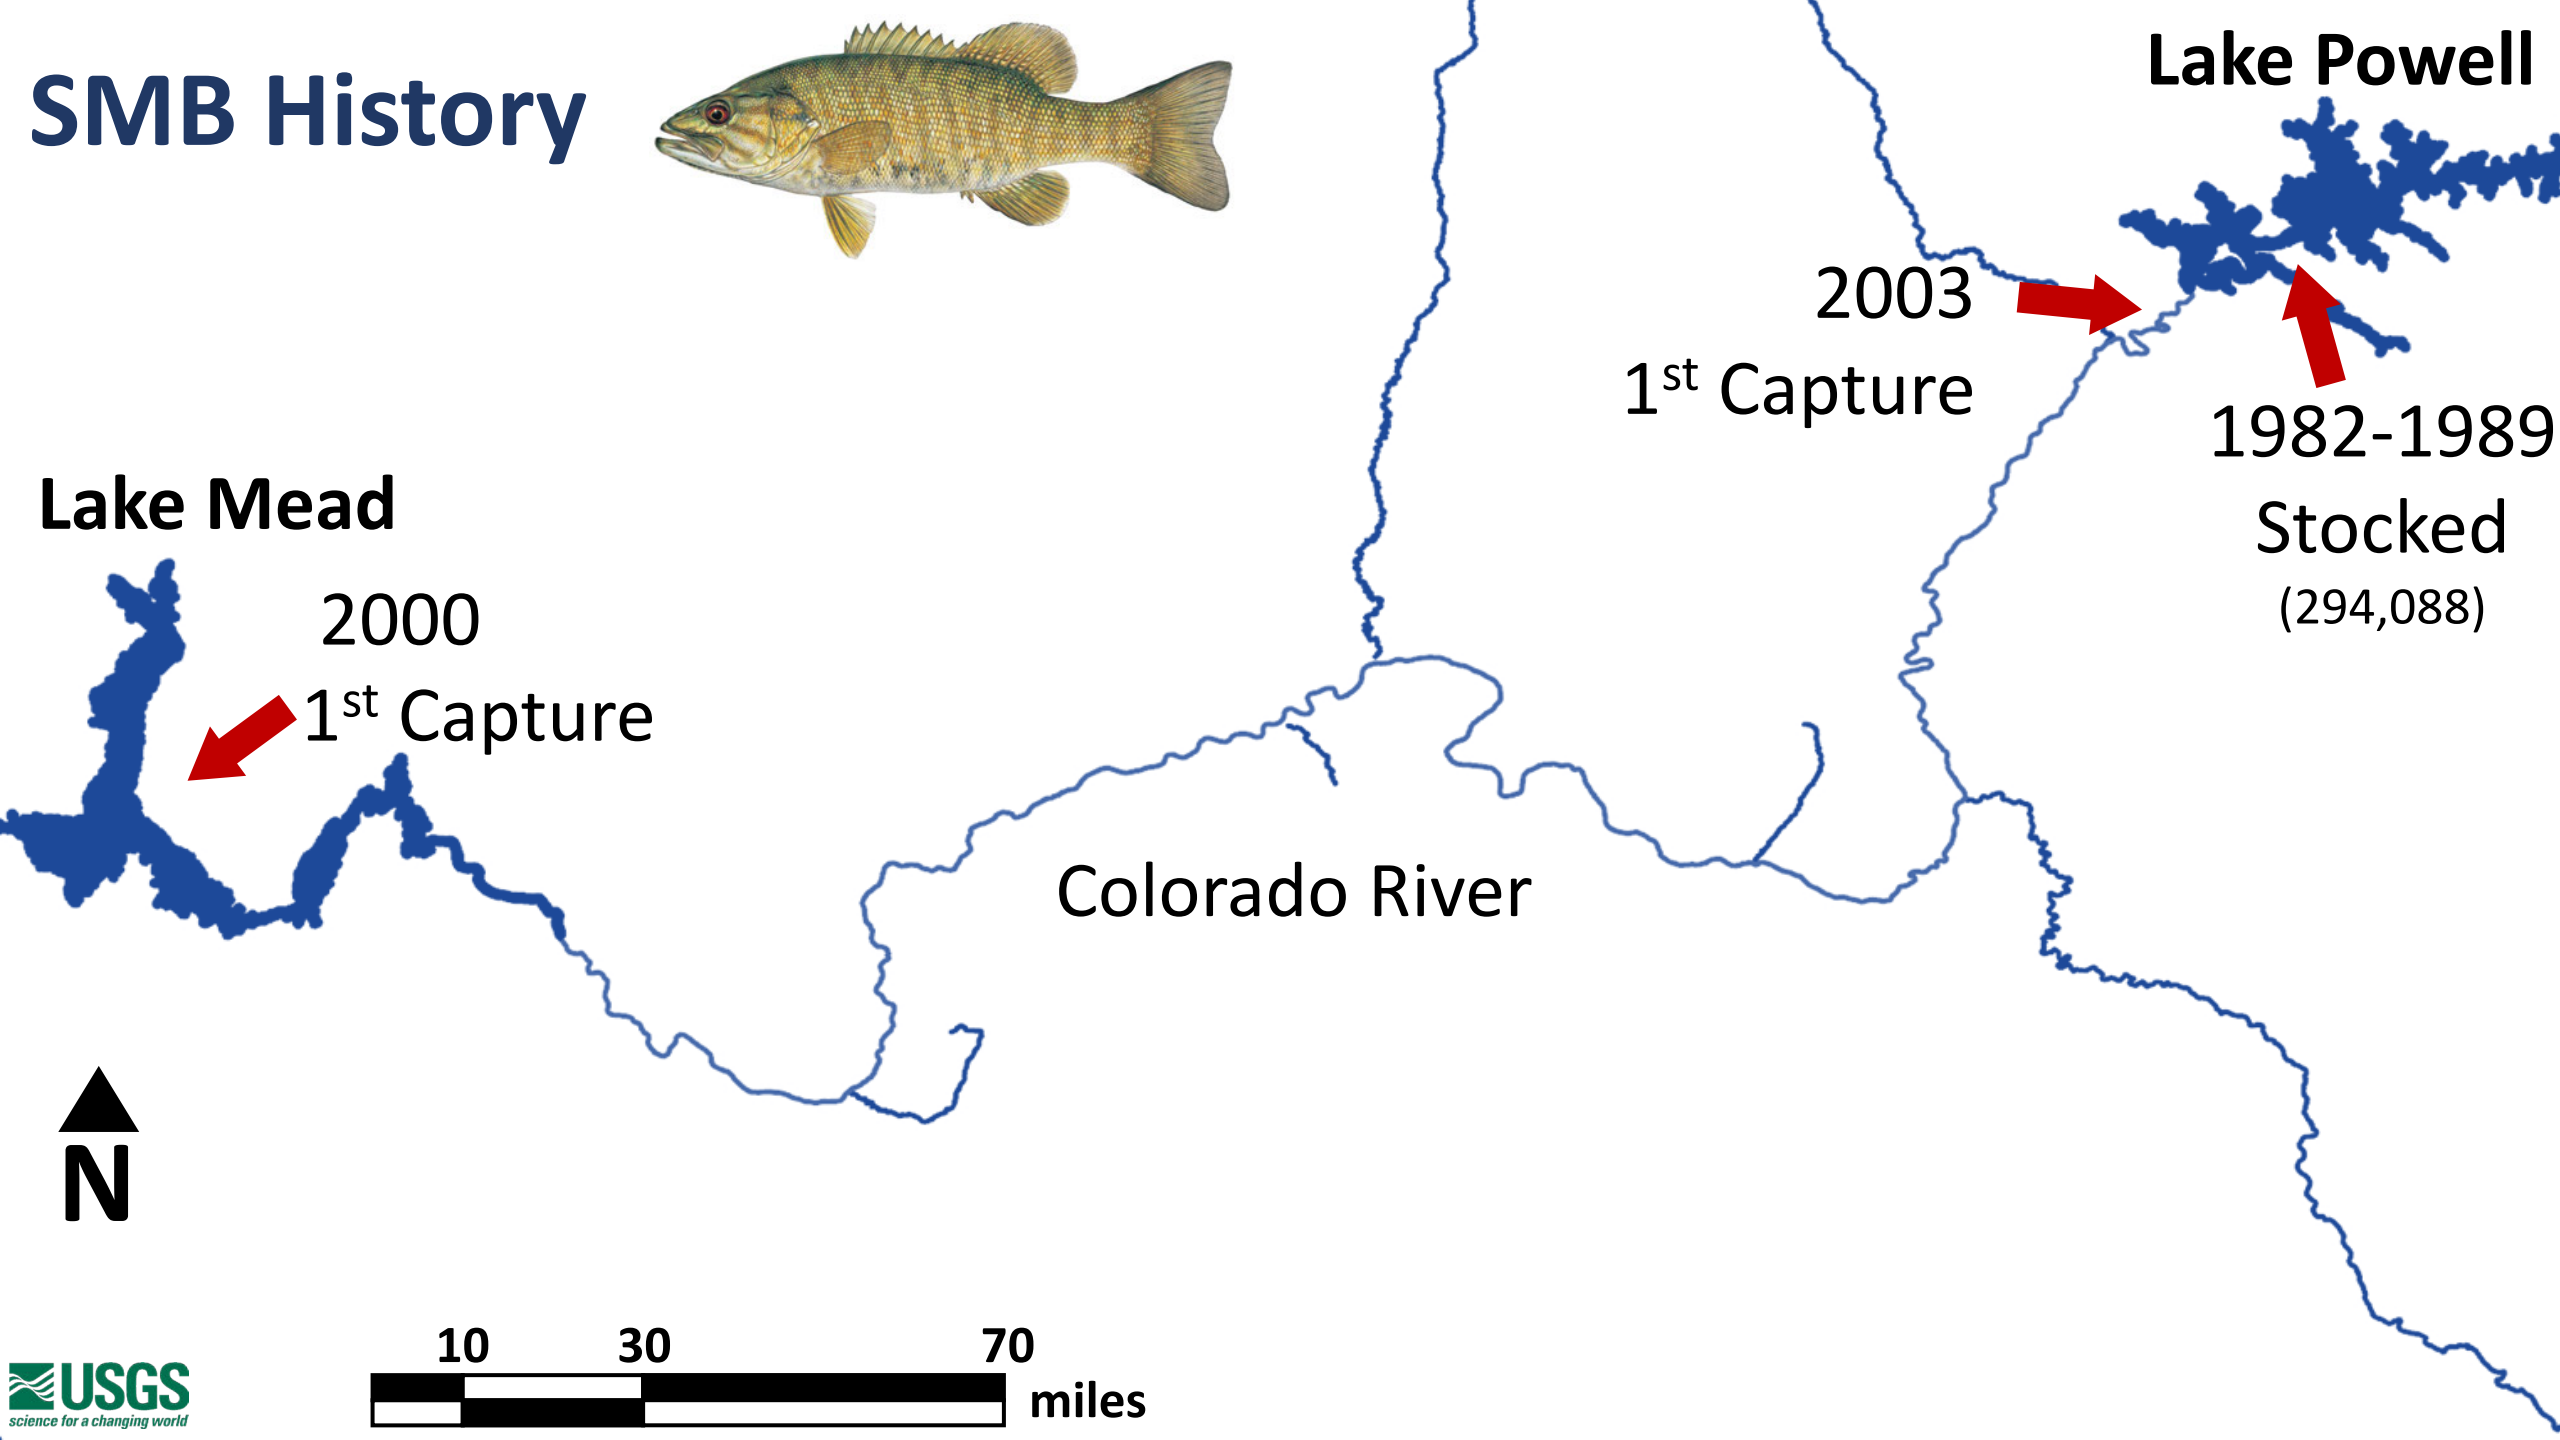 SMB History
Lake Powell
2003
1st Capture
1982-1989
Stocked
(294,088)
Lake Mead
2000
1st Capture
Colorado River
N
10 30 70
miles
USGS
science for a changing world